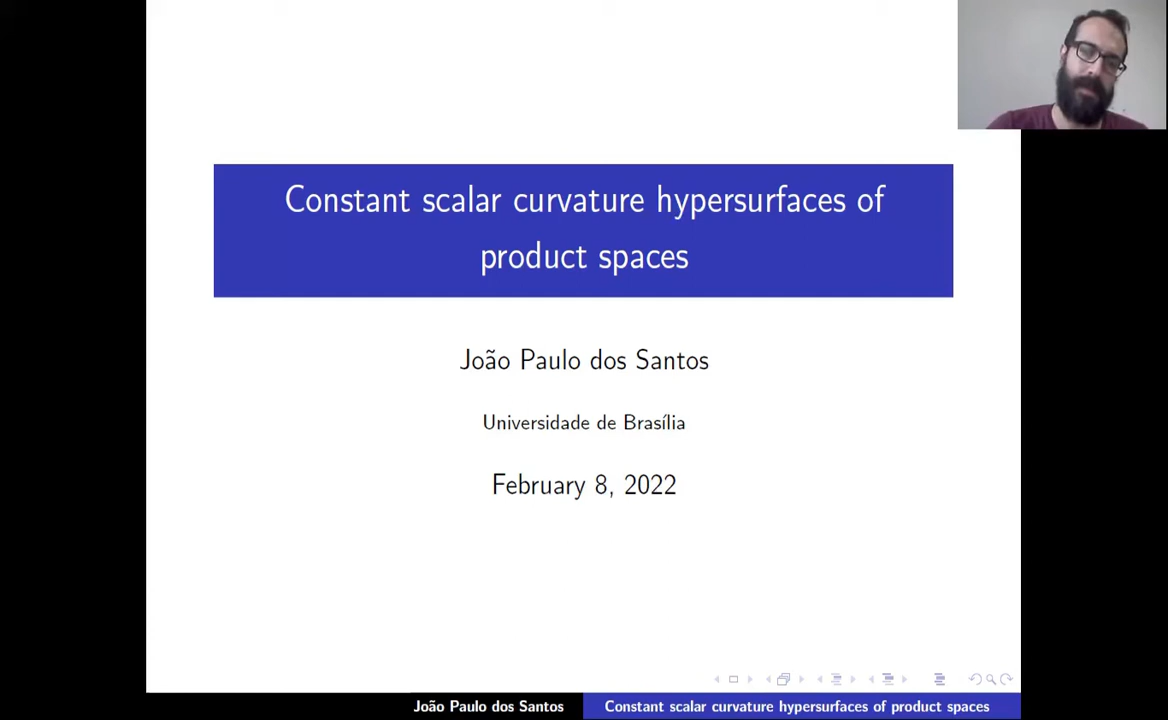 Constant scalar curvature hypersurfaces of
product spaces
João Paulo dos Santos
Universidade de Brasília
February 8, 2022
João Paulo dos Santos
Constant scalar curvature hypersurfaces of product spaces